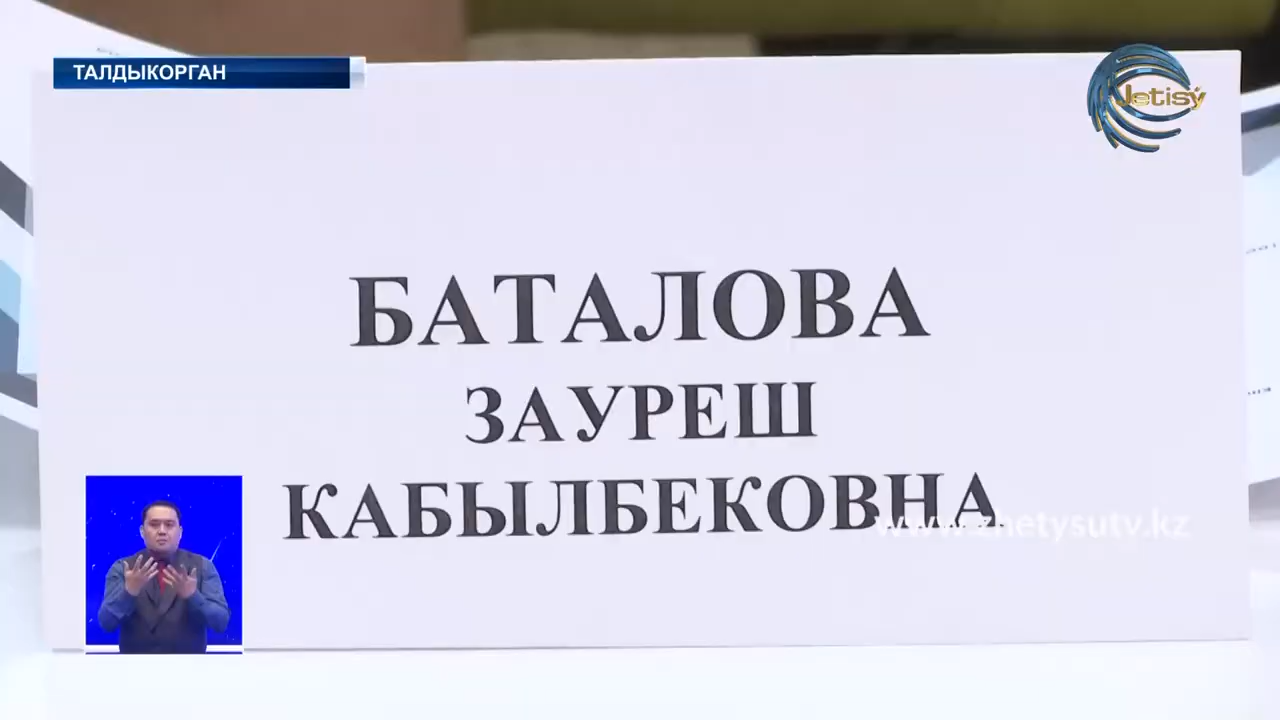 ТАЛДЫКОРГАН
Jetisý
БАТАЛОВА
ЗАУРЕШ
КАБЫЛБЕКОВНА
www.zhetysutv.kz